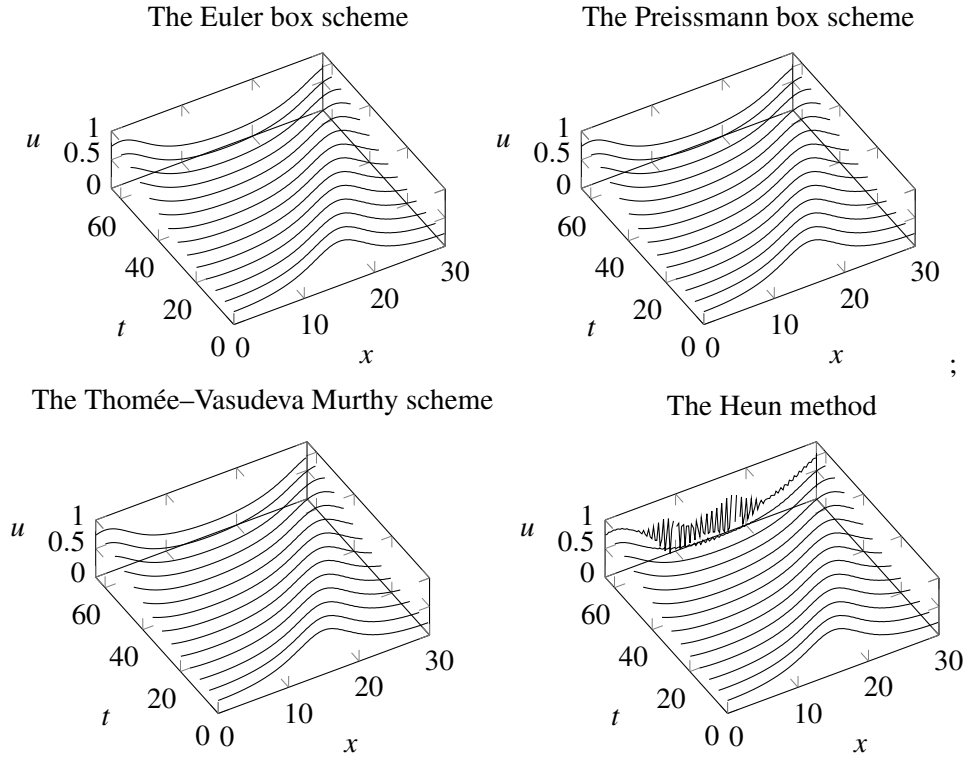 The Euler box scheme
The Preissmann box scheme
1
0.5
0
u
60
40
20
0
t
0
10
20
30
x
1
0.5
0
u
60
40
20
0
t
0
10
20
30
x
;
The Thomée–Vasudeva Murthy scheme
The Heun method
1
0.5
0
u
60
40
20
0
t
0
10
20
30
x
1
0.5
0
u
60
40
20
0
t
0
10
20
30
x